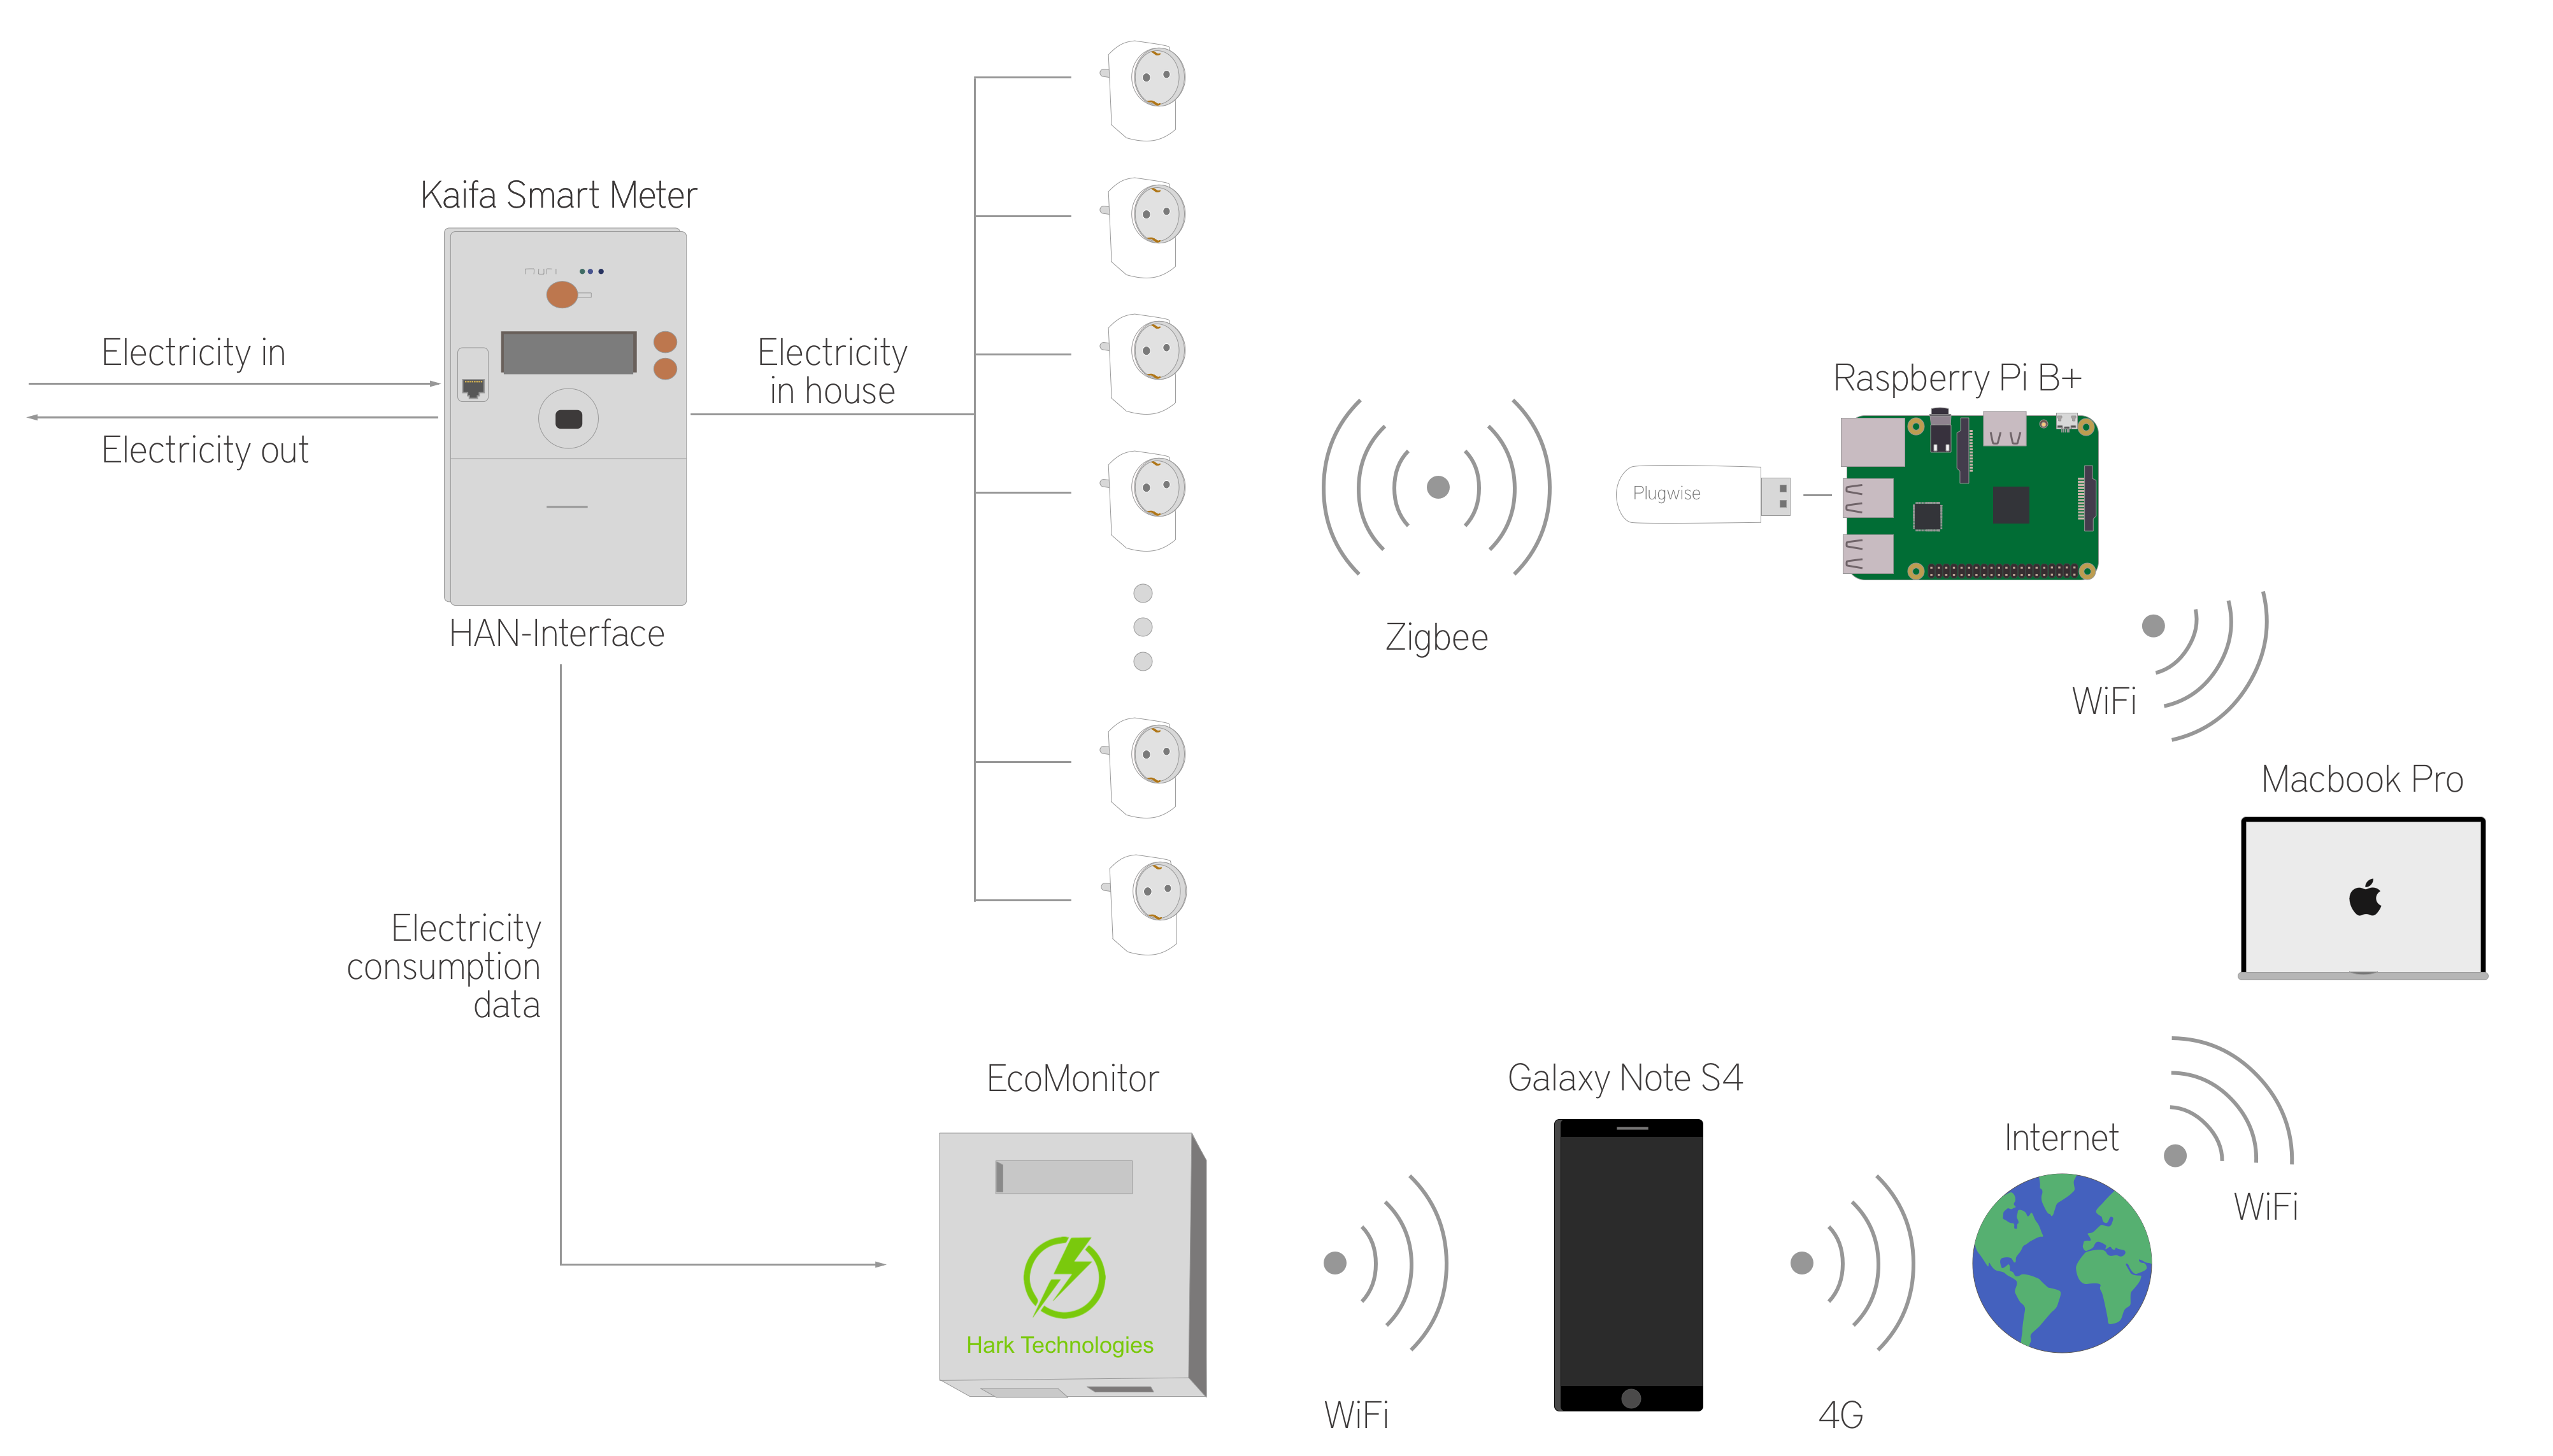 Kaifa Smart Meter
Electricity in
Electricity out
Electricity
in house
HAN-Interface
Electricity
consumption
data
Zigbee
Plugwise
Raspberry Pi B+
WiFi
Macbook Pro
EcoMonitor
Hark Technologies
WiFi
Galaxy Note S4
4G
Internet
WiFi